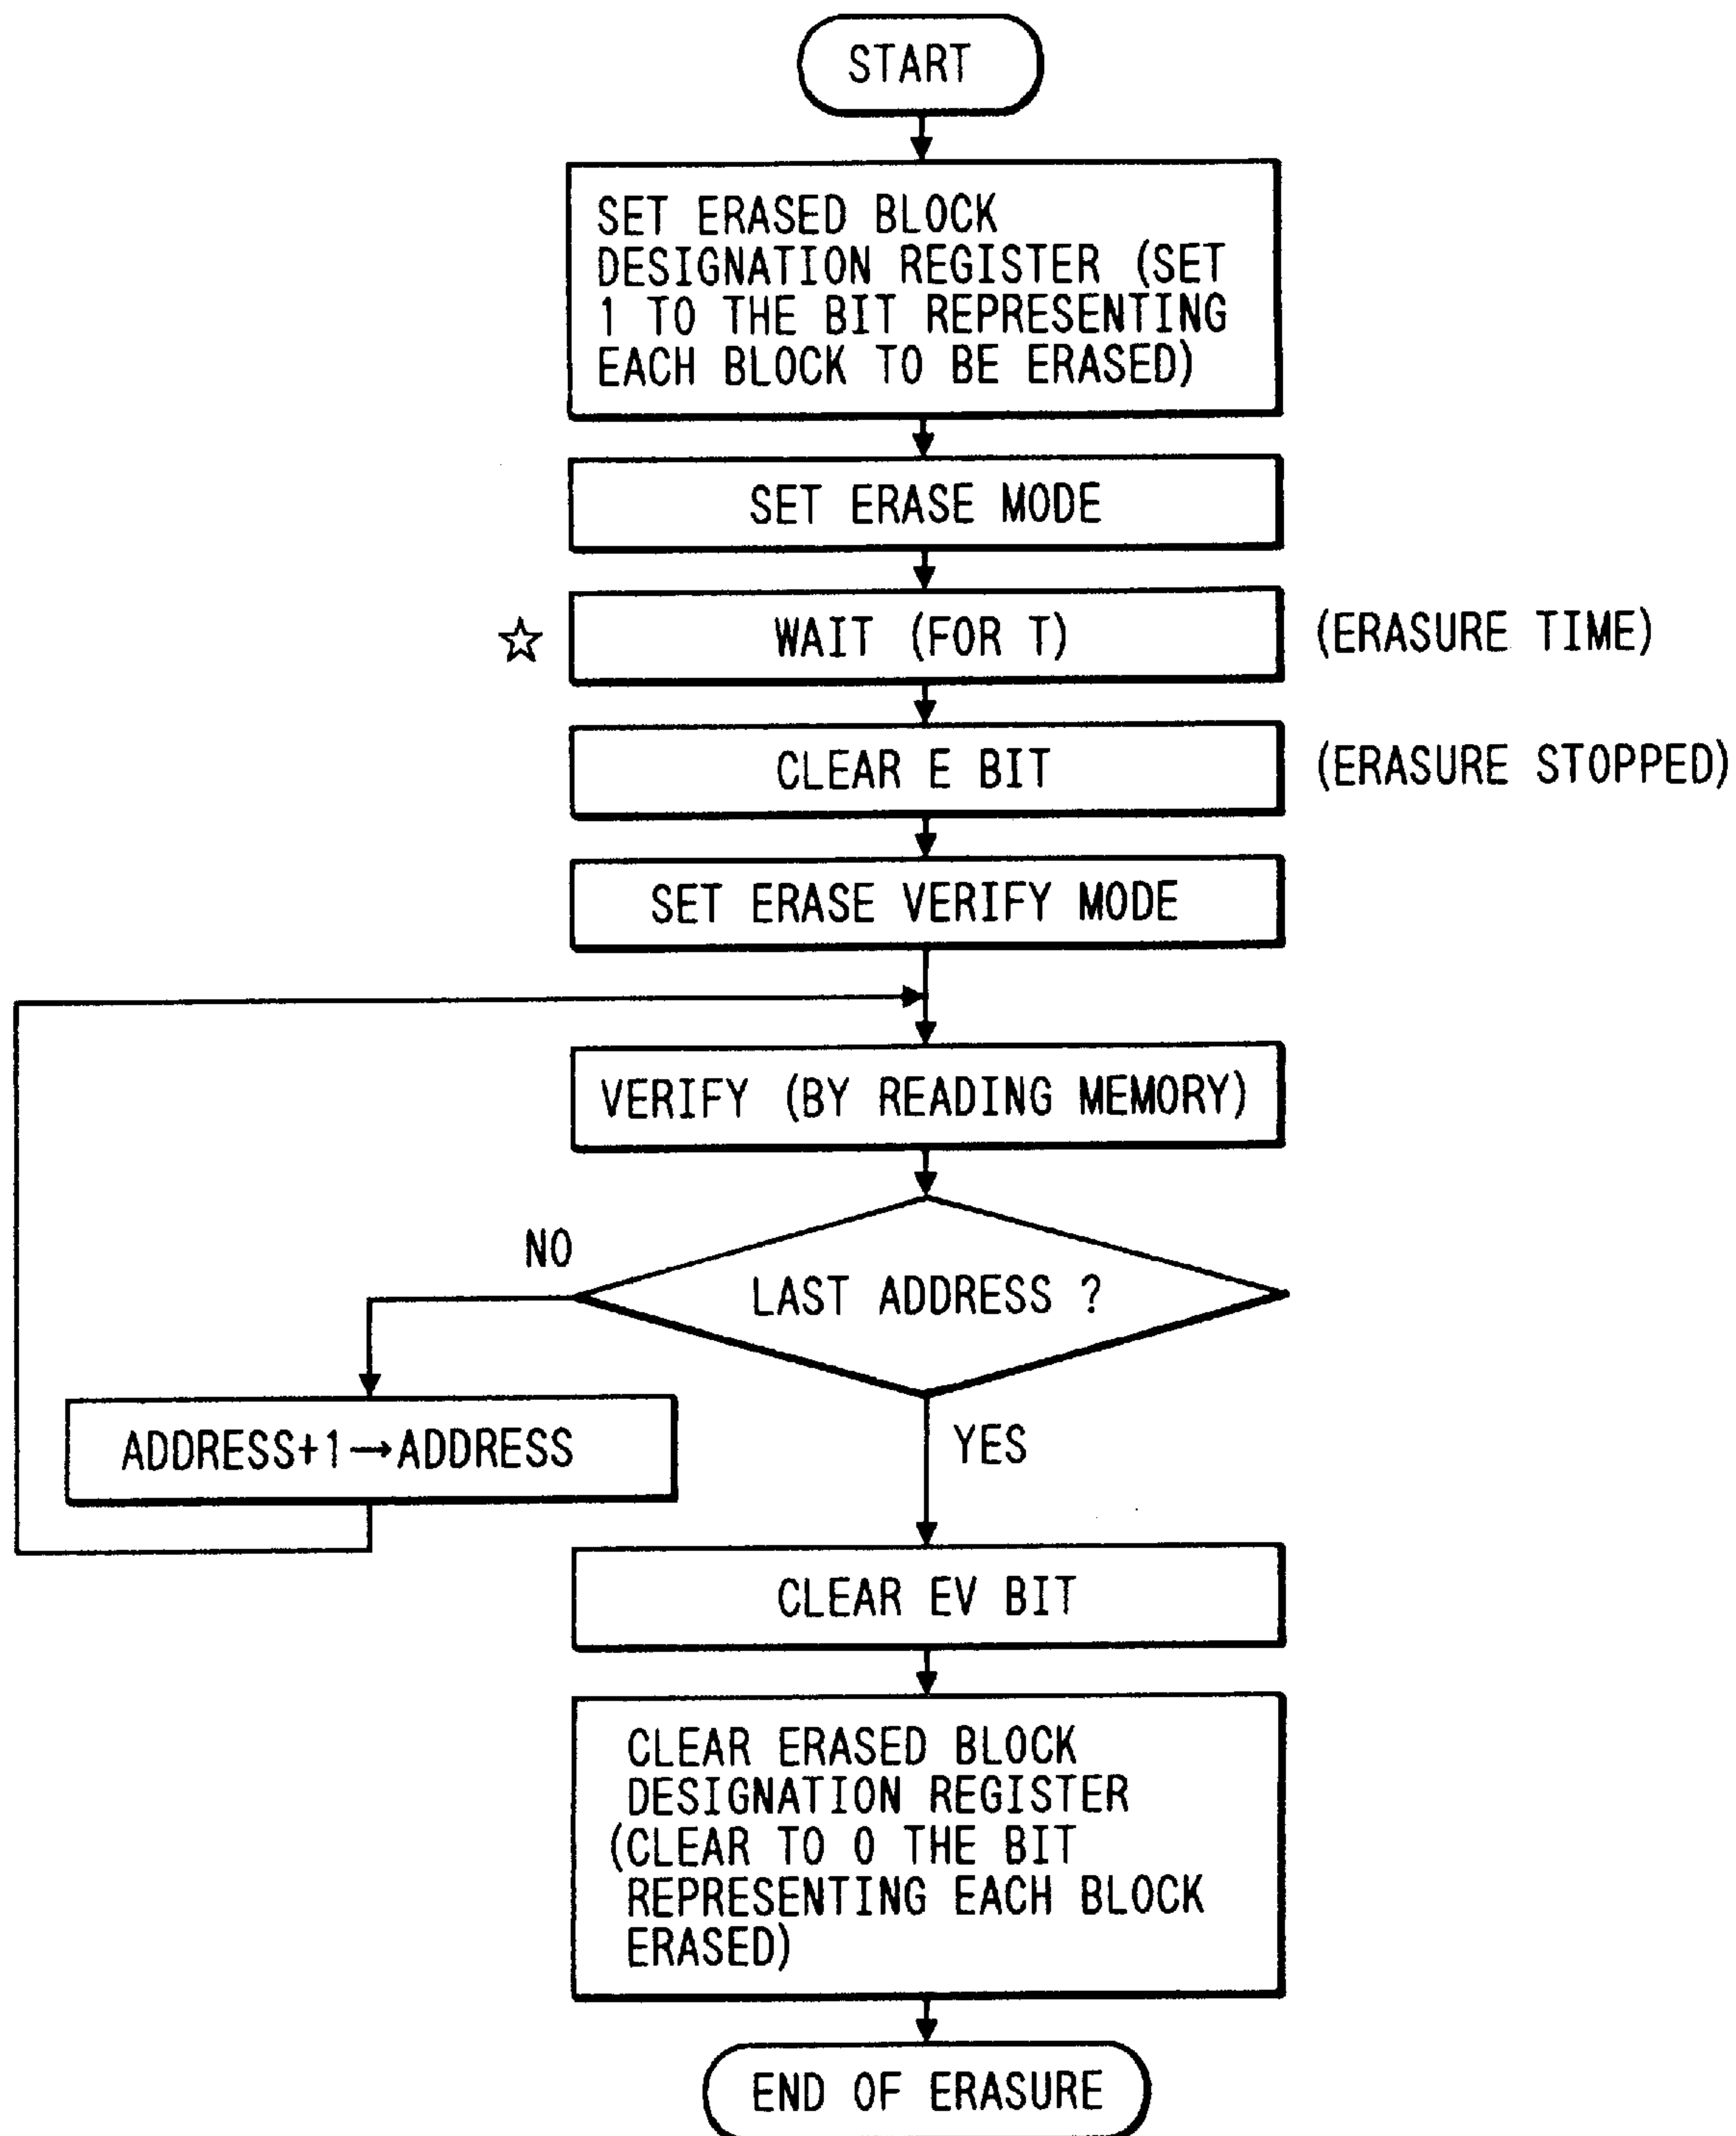 START
SET ERASED BLOCK
DESIGNATION REGISTER (SET
1 TO THE BIT REPRESENTING
EACH BLOCK TO BE ERASED)
SET ERASE MODE
☆ WAIT (FOR T) (ERASURE TIME)
CLEAR E BIT (ERASURE STOPPED)
SET ERASE VERIFY MODE
VERIFY (BY READING MEMORY)
NO
LAST ADDRESS ?
ADDRESS+1→ADDRESS
YES
CLEAR EV BIT
CLEAR ERASED BLOCK
DESIGNATION REGISTER
(CLEAR TO 0 THE BIT
REPRESENTING EACH BLOCK
ERASED)
END OF ERASURE